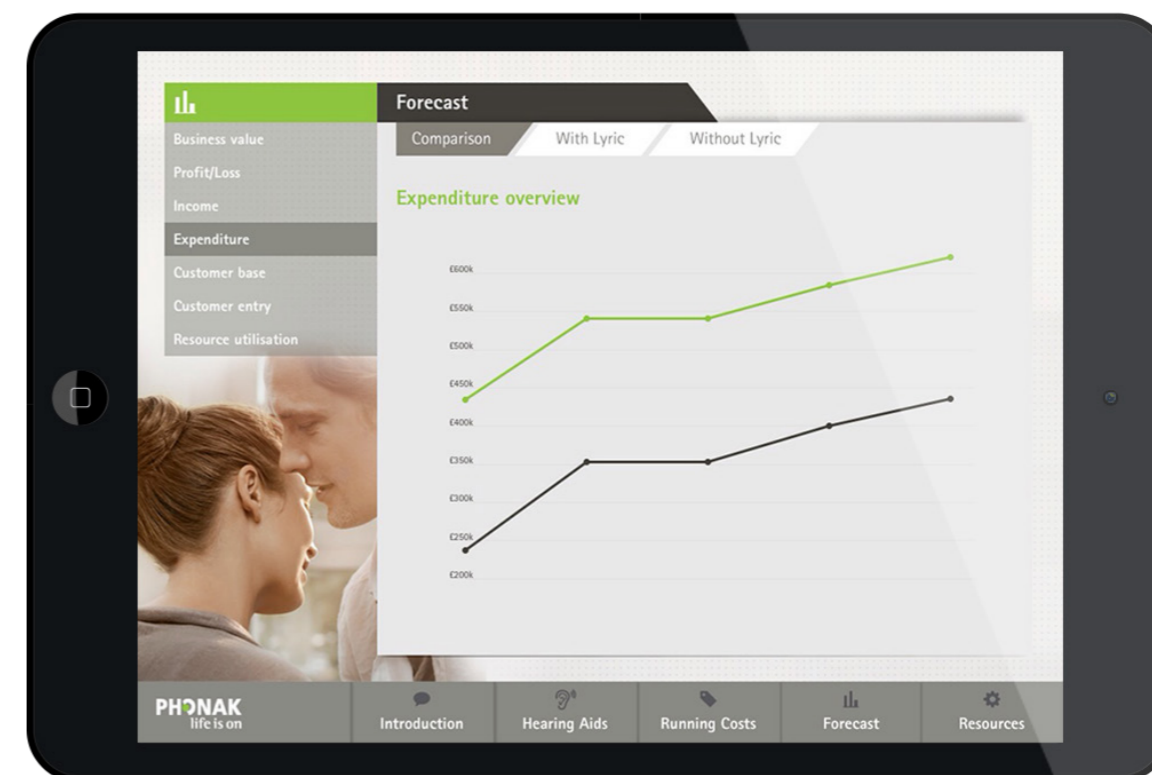 Forecast
Comparison With Lyric Without Lyric
Business value
Profit/Loss
Income
Expenditure
Customer base
Customer entry
Resource utilisation
Expenditure overview
£600k
£550k
£500k
£450k
£400k
£350k
£300k
£250k
£200k
PHONAK
life is on
Introduction Hearing Aids Running Costs Forecast Resources